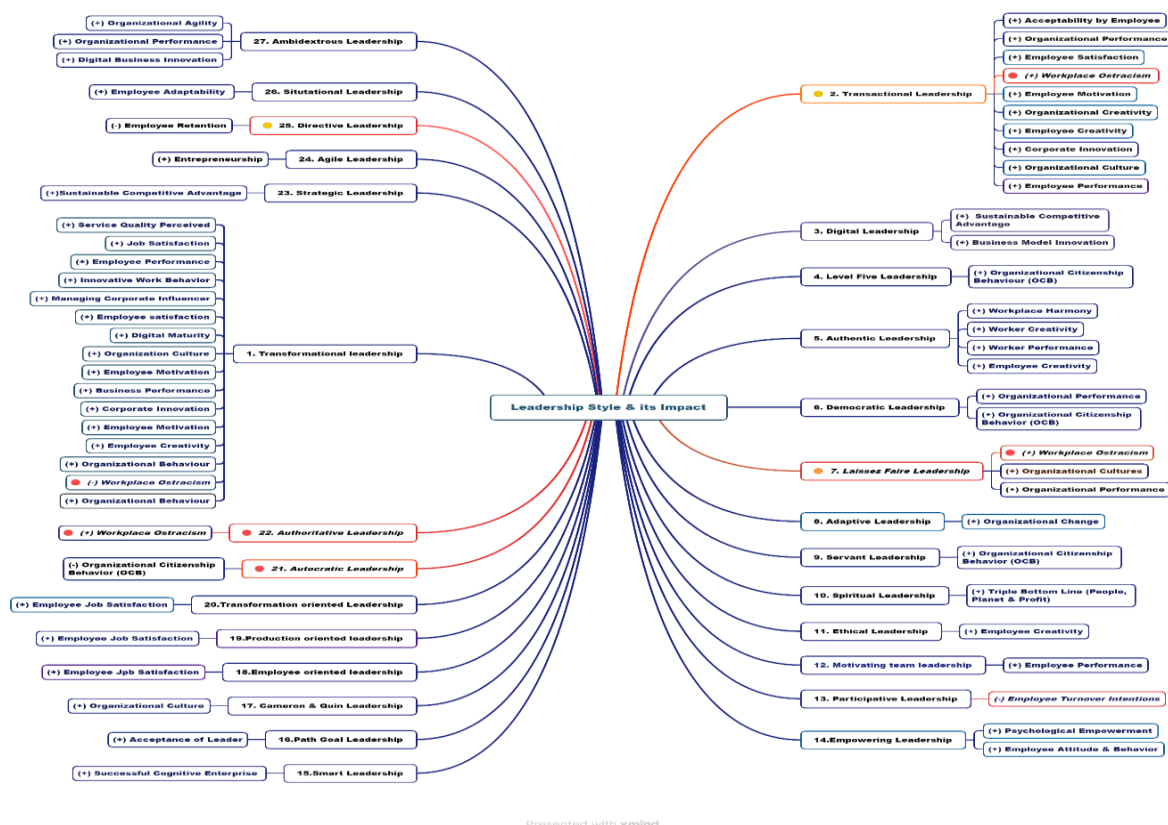 Leadership Style & its Impact
1. Transformational leadership
(+) Service Quality Perceived
(+) Job Satisfaction
(+) Employee Performance
(+) Innovative Work Behavior
(+) Managing Corporate Influencer
(+) Employee satisfaction
(+) Digital Maturity
(+) Organization Culture
(+) Employee Motivation
(+) Business Performance
(+) Corporate Innovation
(+) Employee Motivation
(+) Employee Creativity
(+) Organizational Behaviour
(-) Workplace Ostracism
(+) Organizational Behaviour
2. Transactional Leadership
(+) Acceptability by Employee
(+) Organizational Performance
(+) Employee Satisfaction
(+) Workplace Ostracism
(+) Employee Motivation
(+) Organizational Creativity
(+) Employee Creativity
(+) Corporate Innovation
(+) Organizational Culture
(+) Employee Performance
3. Digital Leadership
(+) Sustainable Competitive
Advantage
(+) Business Model Innovation
4. Level Five Leadership
(+) Organizational Citizenship
Behaviour (OCB)
5. Authentic Leadership
(+) Workplace Harmony
(+) Worker Creativity
(+) Worker Performance
(+) Employee Creativity
6. Democratic Leadership
(+) Organizational Performance
(+) Organizational Citizenship
Behavior (OCB)
7. Laissez Faire Leadership
(+) Workplace Ostracism
(+) Organizational Cultures
(+) Organizational Performance
8. Adaptive Leadership
(+) Organizational Change
9. Servant Leadership
(+) Organizational Citizenship
Behaviour (OCB)
10. Spiritual Leadership
(+) Triple Bottom Line (People,
Planet & Profit)
11. Ethical Leadership
(+) Employee Creativity
12. Motivating team leadership
(+) Employee Performance
13. Participative Leadership
(-) Employee Turnover Intentions
14.Empowering Leadership
(+) Psychological Empowerment
(+) Employee Attitude & Behavior
15.Smart Leadership
(+) Successful Cognitive Enterprise
16.Path Goal Leadership
(+) Acceptance of Leader
17. Cameron & Quin Leadership
(+) Organizational Culture
18.Employee oriented leadership
(+) Employee Jpb Satisfaction
19.Production oriented leadership
(+) Employee Job Satisfaction
20.Transformation oriented Leadership
(+) Employee Job Satisfaction
21. Autocratic Leadership
(-) Organizational Citizenship
Behavior (OCB)
22. Authoritative Leadership
(+) Workplace Ostracism
23. Strategic Leadership
(+)Sustainable Competitive Advantage
24. Agile Leadership
(+) Entrepreneurship
25. Directive Leadership
(-) Employee Retention
26. Situtational Leadership
(+) Employee Adaptability
27. Ambidextrous Leadership
(+) Organizational Agility
(+) Organizational Performance
(+) Digital Business Innovation
Presented with xmind